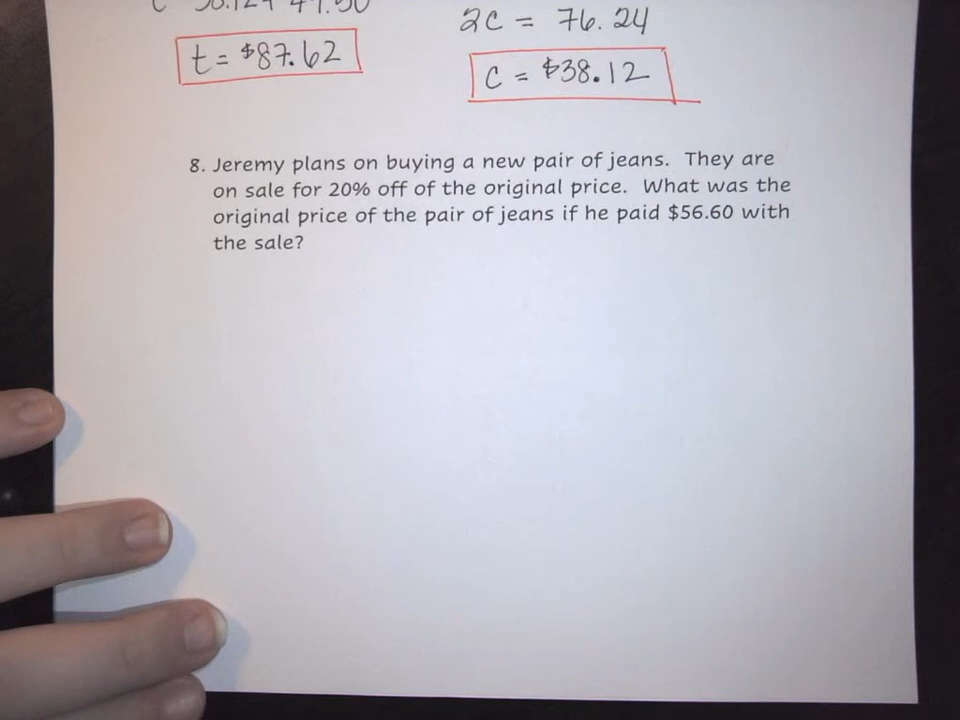 2c = 76.24
t = $87.62
c = $38.12
8. Jeremy plans on buying a new pair of jeans. They are
on sale for 20% off of the original price. What was the
original price of the pair of jeans if he paid $56.60 with
the sale?